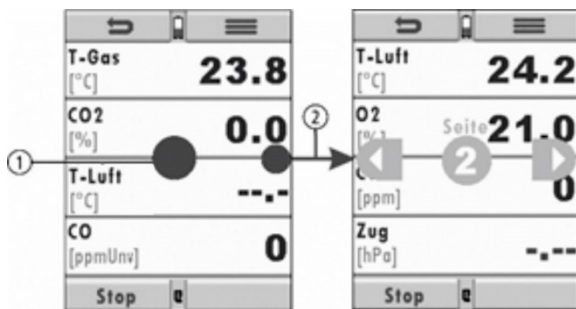 T-Gas
[°C]
23.8
CO2
[%]
0.0
1
T-Luft
[°C]
--.-
CO
[ppmUnv]
0
Stop
2
T-Luft
[°C]
24.2
O2
[%]
Seite
21.0
2
[ppm]
0
Zug
[hPa]
-.--
Stop